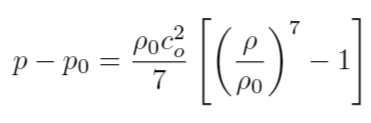 p − p₀ = ρ₀c²ₒ / 7 [ ( ρ / ρ₀ )⁷ − 1 ]